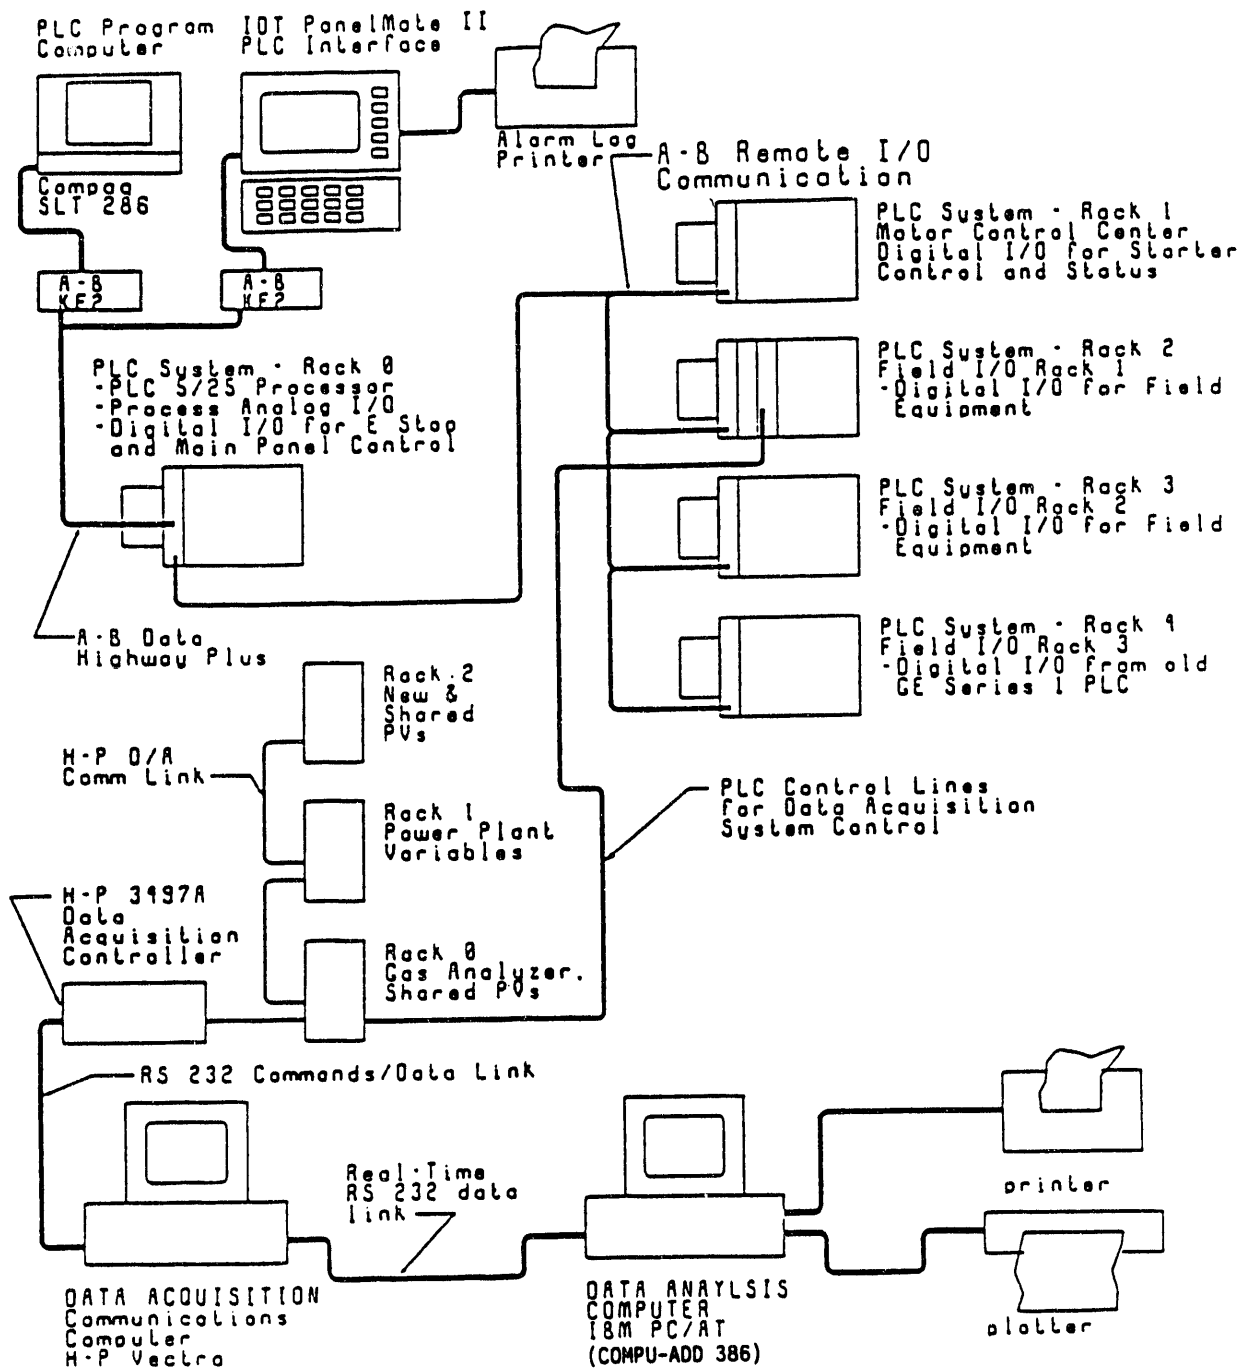 PLC Program
Computer
IDT PanelMate II
PLC Interface
Compaq
SLT 286
Alarm Log
Printer
A-B Remote I/O
Communication
A-B
KF2
A-B
KF2
PLC System - Rack 1
Motor Control Center
Digital I/O for Starter
Control and Status
PLC System - Rack 0
-PLC 5/25 Processor
-Process Analog I/O
-Digital I/O for E Stop
and Main Panel Control
PLC System - Rack 2
Field I/O Rack 1
-Digital I/O for Field
Equipment
PLC System - Rack 3
Field I/O Rack 2
-Digital I/O for Field
Equipment
A-B Data
Highway Plus
PLC System - Rack 4
Field I/O Rack 3
-Digital I/O from old
GE Series 1 PLC
Rack 2
New &
Shared
PVs
H-P D/A
Comm Link
Rack 1
Power Plant
Variables
PLC Control Lines
for Data Acquisition
System Control
H-P 3497A
Data
Acquisition
Controller
Rack 0
Gas Analyzer,
Shared PVs
RS 232 Commands/Data Link
Real-Time
RS 232 data
link
printer
plotter
DATA ACQUISITION
Communications
Computer
H-P Vectra
DATA ANAYLSIS
COMPUTER
IBM PC/AT
(COMPU-ADD 386)